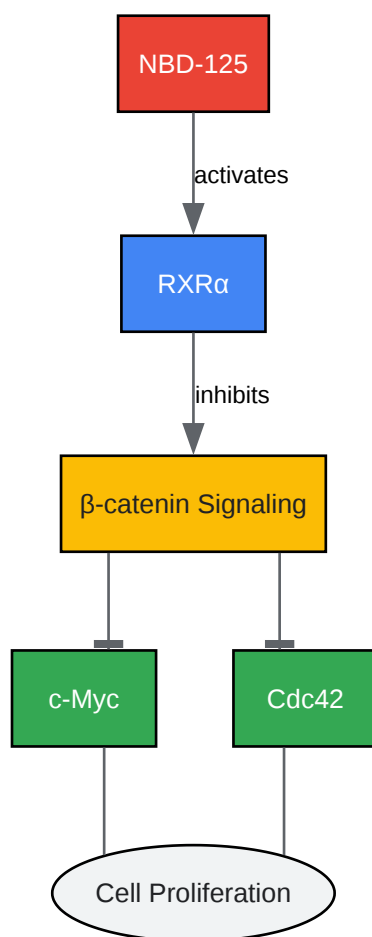 NBD-125
activates
RXRα
inhibits
β-catenin Signaling
c-Myc
Cdc42
Cell Proliferation